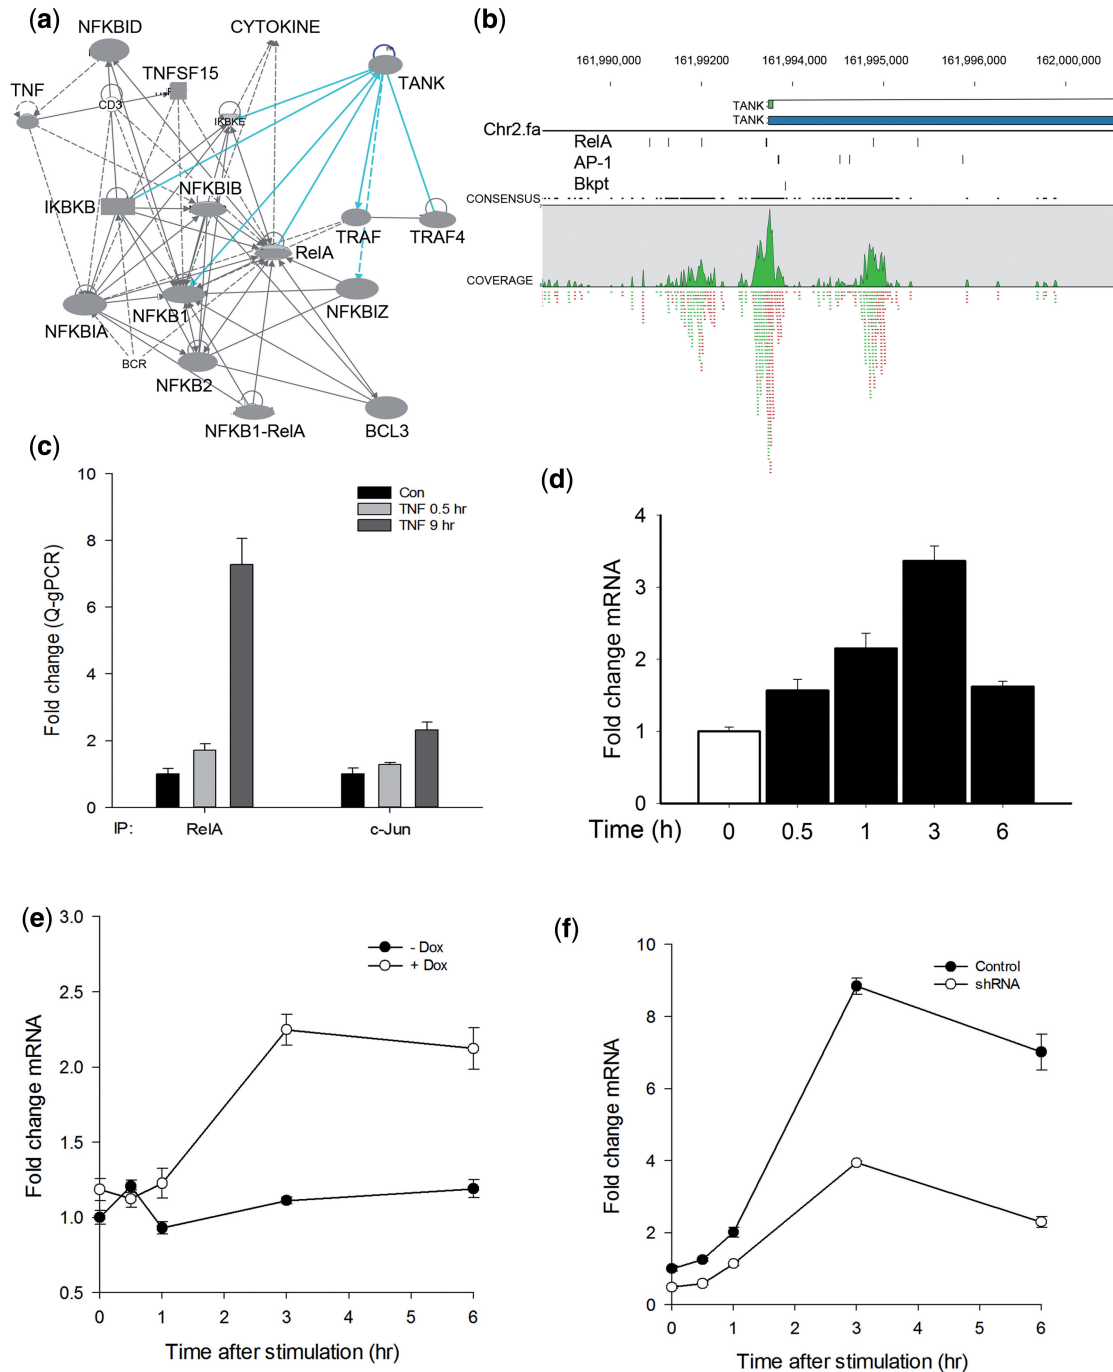 (a)
NFKBID
CYTOKINE
TNFSF15
TANK
TNF
CD3
IKBKE
NFKBIB
IKBKB
TRAF
TRAF4
RelA
NFKBIA
NFKB1
NFKBIZ
BCR
NFKB2
NFKB1-RelA
BCL3
(b)
161,990,000 161,99200 161,994,000 161,995,000 161,996,000 162,000,000
TANK
TANK
Chr2.fa
RelA
AP-1
Bkpt
CONSENSUS
COVERAGE
(c)
Fold change (Q-gPCR)
10
8
6
4
2
0
Con
TNF 0.5 hr
TNF 9 hr
IP: RelA c-Jun
(d)
Fold change mRNA
4
3
2
1
0
Time (h) 0 0.5 1 3 6
(e)
Fold change mRNA
3.0
2.5
2.0
1.5
1.0
0.5
- Dox
+ Dox
0 1 2 3 4 5 6
Time after stimulation (hr)
(f)
Fold change mRNA
10
8
6
4
2
0
Control
shRNA
0 1 2 3 4 5 6
Time after stimulation (hr)